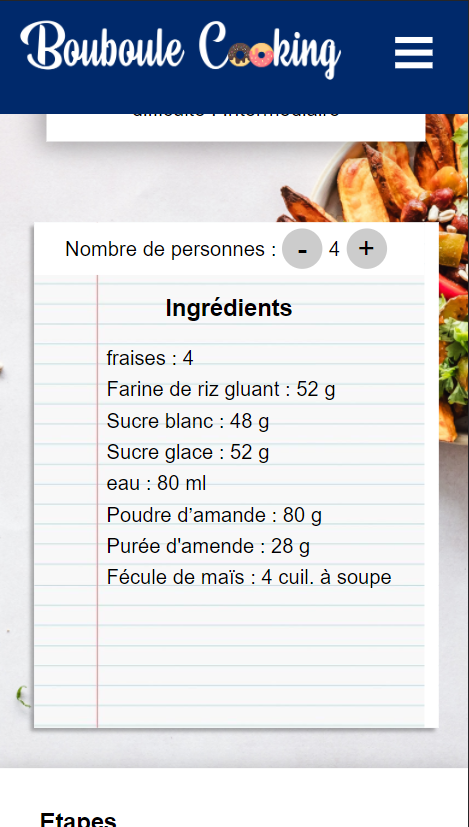 Bouboule Cooking
difficulté : Intermédiaire
Nombre de personnes : - 4 +
Ingrédients
fraises : 4
Farine de riz gluant : 52 g
Sucre blanc : 48 g
Sucre glace : 52 g
eau : 80 ml
Poudre d’amande : 80 g
Purée d'amende : 28 g
Fécule de maïs : 4 cuil. à soupe
Etapes